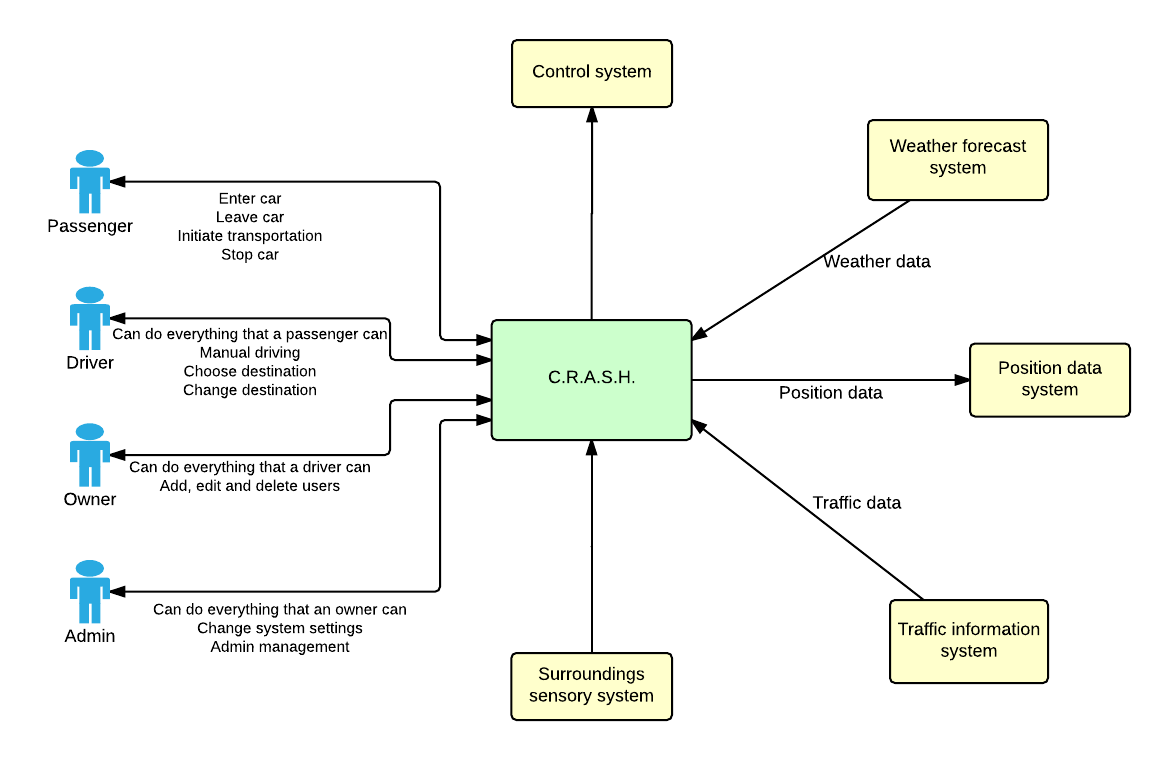 Control system
Weather forecast
system
Passenger
Enter car
Leave car
Initiate transportation
Stop car
Weather data
Driver
Can do everything that a passenger can
Manual driving
Choose destination
Change destination
C.R.A.S.H.
Position data
Position data
system
Owner
Can do everything that a driver can
Add, edit and delete users
Traffic data
Admin
Can do everything that an owner can
Change system settings
Admin management
Surroundings
sensory system
Traffic information
system